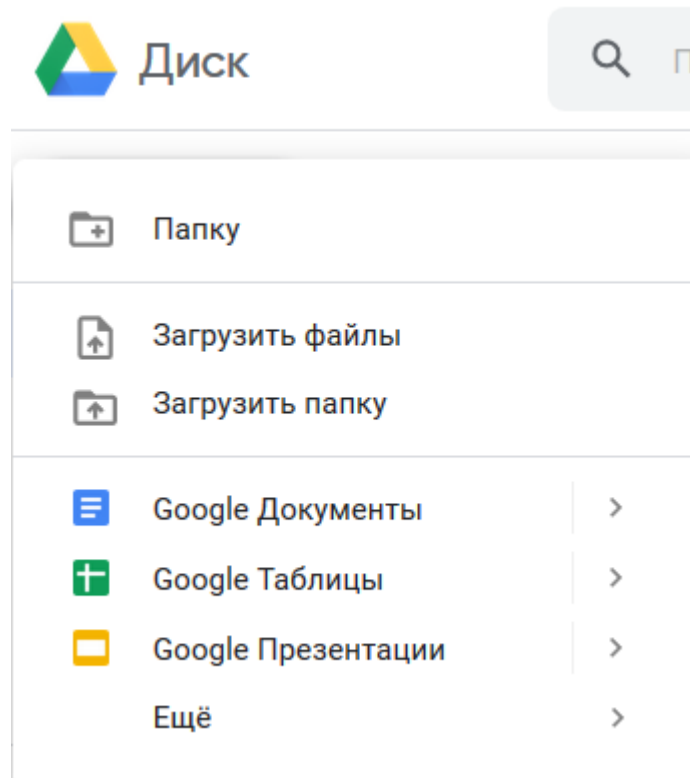 Диск
Папку
Загрузить файлы
Загрузить папку
Google Документы
Google Таблицы
Google Презентации
Ещё